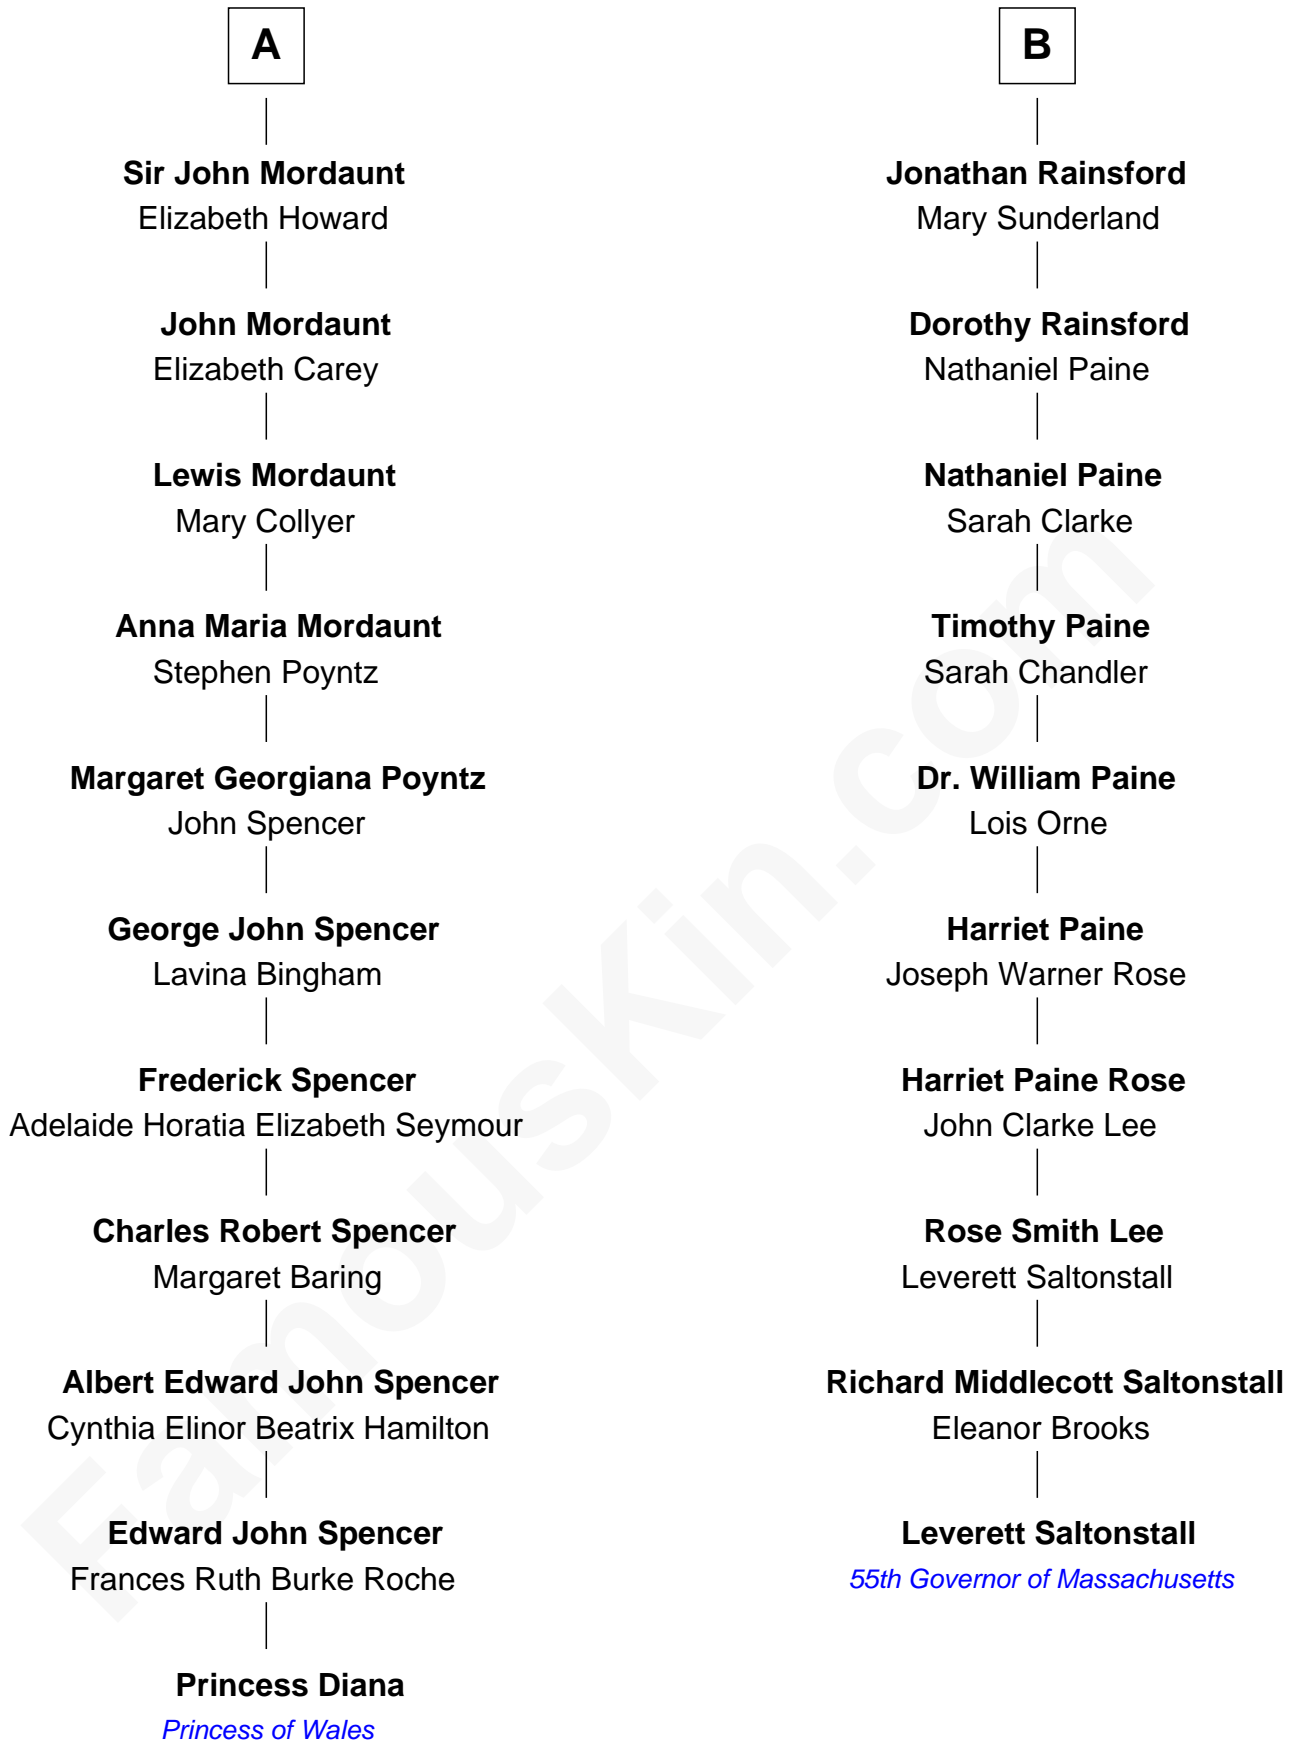 A
Sir John Mordaunt
Elizabeth Howard
John Mordaunt
Elizabeth Carey
Lewis Mordaunt
Mary Collyer
Anna Maria Mordaunt
Stephen Poyntz
Margaret Georgiana Poyntz
John Spencer
George John Spencer
Lavina Bingham
Frederick Spencer
Adelaide Horatia Elizabeth Seymour
Charles Robert Spencer
Margaret Baring
Albert Edward John Spencer
Cynthia Elinor Beatrix Hamilton
Edward John Spencer
Frances Ruth Burke Roche
Princess Diana
Princess of Wales
B
Jonathan Rainsford
Mary Sunderland
Dorothy Rainsford
Nathaniel Paine
Nathaniel Paine
Sarah Clarke
Timothy Paine
Sarah Chandler
Dr. William Paine
Lois Orne
Harriet Paine
Joseph Warner Rose
Harriet Paine Rose
John Clarke Lee
Rose Smith Lee
Leverett Saltonstall
Richard Middlecott Saltonstall
Eleanor Brooks
Leverett Saltonstall
55th Governor of Massachusetts
FamousKin.com